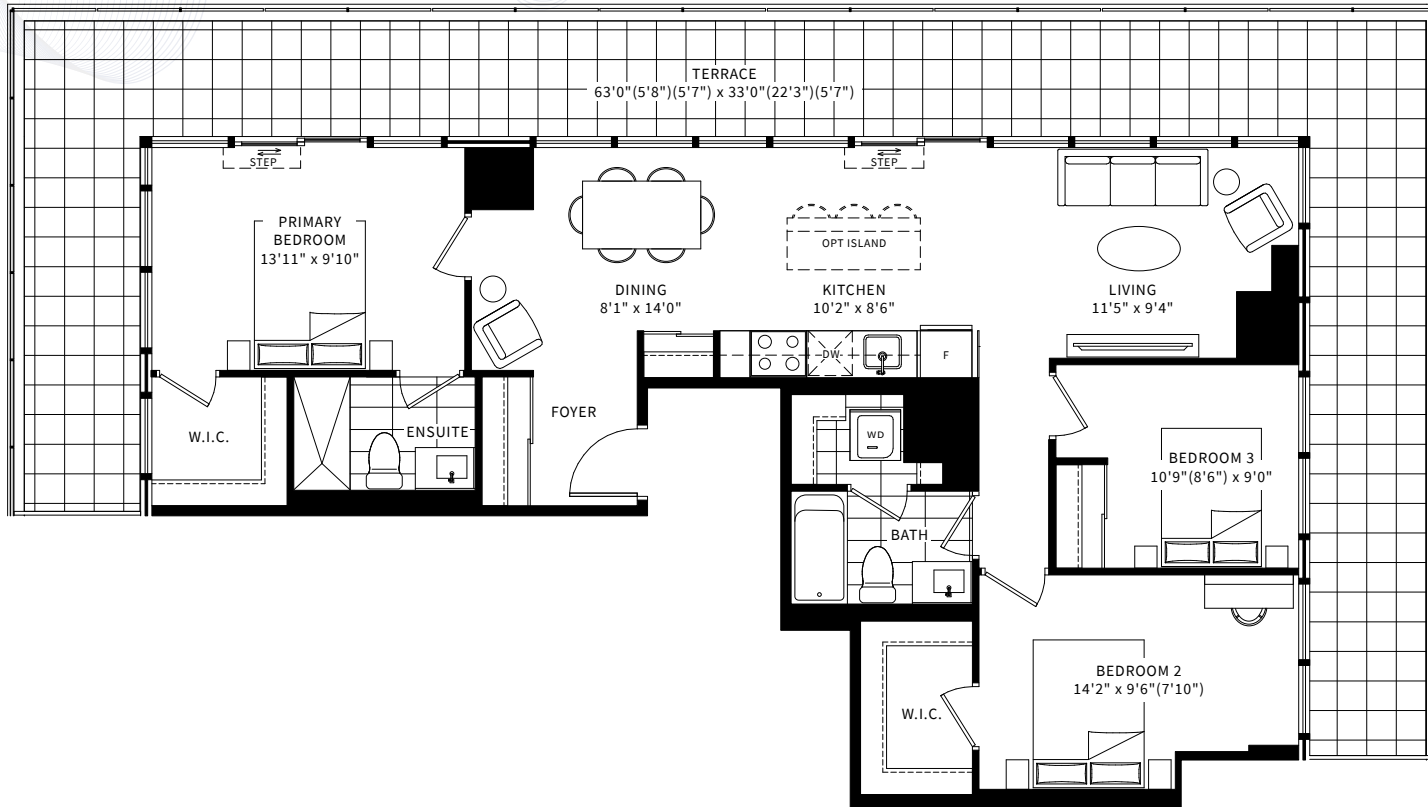 TERRACE
63'0"(5'8")(5'7") x 33'0"(22'3")(5'7")
STEP
STEP
PRIMARY
BEDROOM
13'11" x 9'10"
OPT ISLAND
DINING
8'1" x 14'0"
KITCHEN
10'2" x 8'6"
LIVING
11'5" x 9'4"
DW
F
FOYER
W.I.C.
ENSUITE
WD
BEDROOM 3
10'9"(8'6") x 9'0"
BATH
BEDROOM 2
14'2" x 9'6"(7'10")
W.I.C.